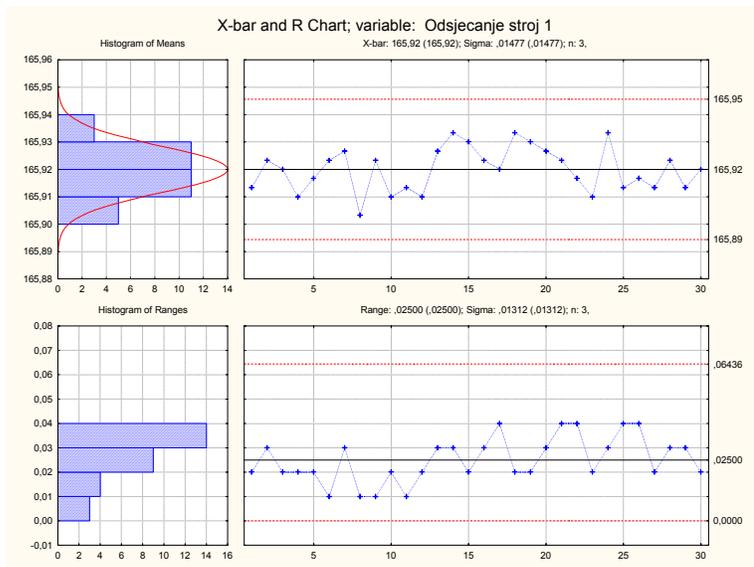 X-bar and R Chart; variable: Odsjecanje stroj 1
Histogram of Means
X-bar: 165,92 (165,92); Sigma: ,01477 (,01477); n: 3,
165,96
165,95
165,94
165,93
165,92
165,91
165,90
165,89
165,88
0 2 4 6 8 10 12 14
165,95
165,92
165,89
5 10 15 20 25 30
Histogram of Ranges
Range: ,02500 (,02500); Sigma: ,01312 (,01312); n: 3,
0,08
0,07
0,06
0,05
0,04
0,03
0,02
0,01
0,00
-0,01
0 2 4 6 8 10 12 14 16
,06436
,02500
0,0000
5 10 15 20 25 30